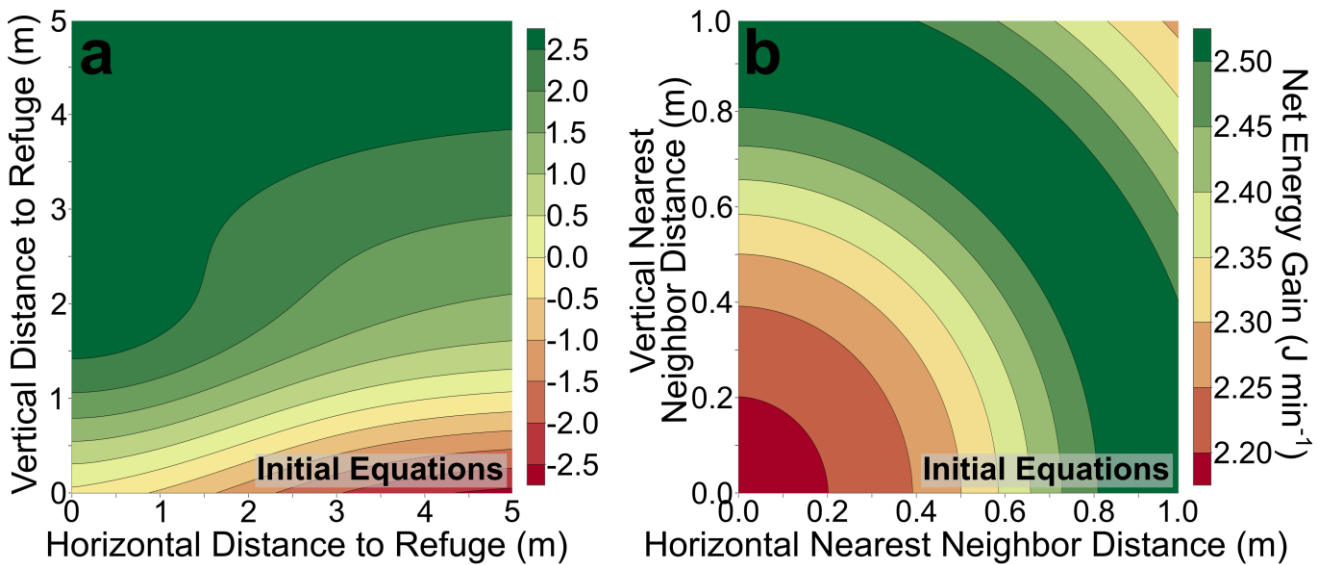 a
Vertical Distance to Refuge (m)
5
4
3
2
1
0
0 1 2 3 4 5
Horizontal Distance to Refuge (m)
Initial Equations
2.5
2.0
1.5
1.0
0.5
0.0
-0.5
-1.0
-1.5
-2.0
-2.5
b
Vertical Nearest
Neighbor Distance (m)
1.0
0.8
0.6
0.4
0.2
0.0
0.0 0.2 0.4 0.6 0.8 1.0
Horizontal Nearest Neighbor Distance (m)
Initial Equations
2.50
2.45
2.40
2.35
2.30
2.25
2.20
Net Energy Gain (J min⁻¹)